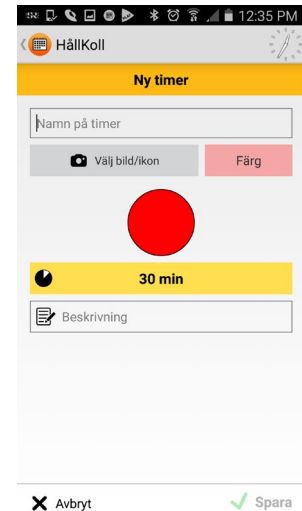 12:35 PM
HållKoll
Ny timer
Namn på timer
Välj bild/ikon
Färg
30 min
Beskrivning
Avbryt
Spara